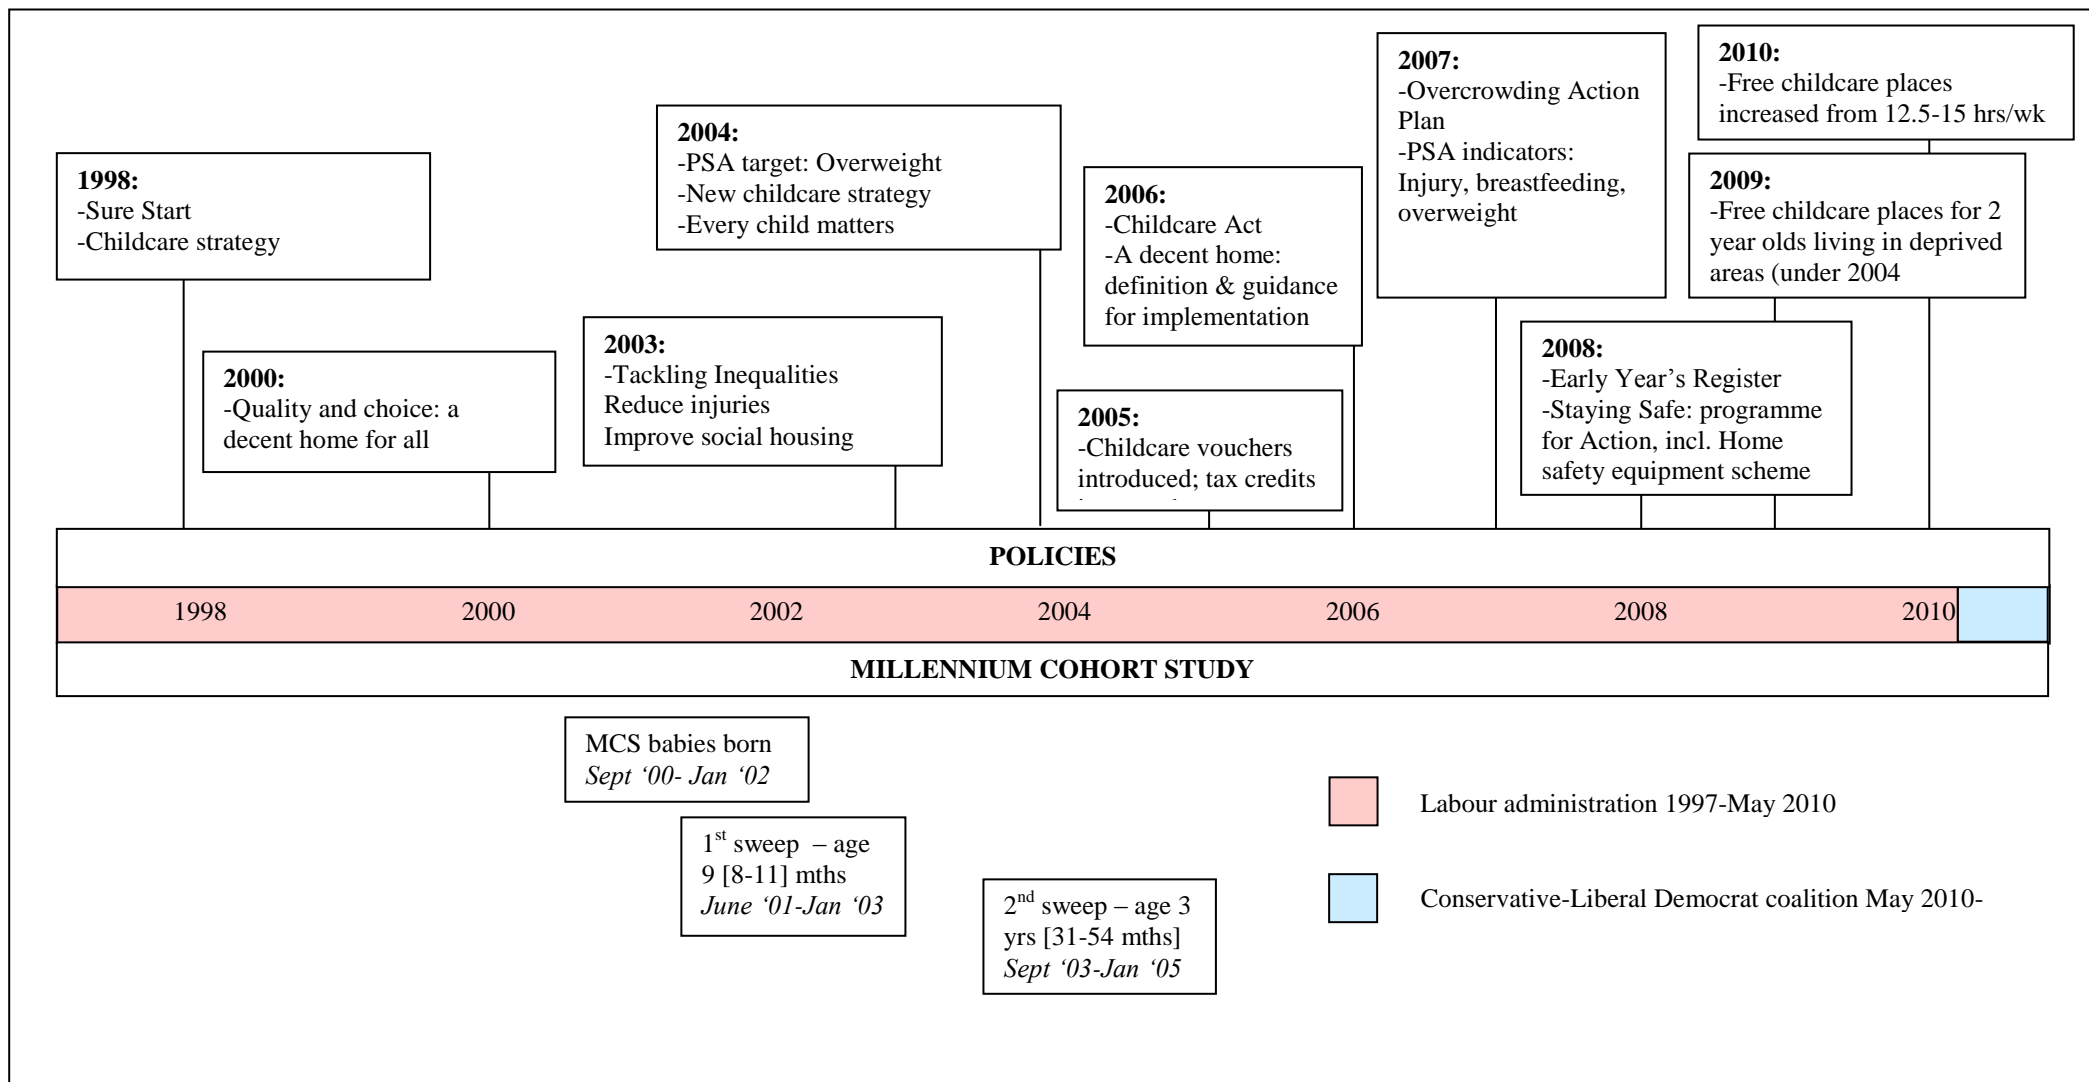 1998:
-Sure Start
-Childcare strategy
2000:
-Quality and choice: a
decent home for all
2003:
-Tackling Inequalities
Reduce injuries
Improve social housing
2004:
-PSA target: Overweight
-New childcare strategy
-Every child matters
2005:
-Childcare vouchers
introduced; tax credits
2006:
-Childcare Act
-A decent home:
definition & guidance
for implementation
2007:
-Overcrowding Action
Plan
-PSA indicators:
Injury, breastfeeding,
overweight
2008:
-Early Year’s Register
-Staying Safe: programme
for Action, incl. Home
safety equipment scheme
2009:
-Free childcare places for 2
year olds living in deprived
areas (under 2004
2010:
-Free childcare places
increased from 12.5-15 hrs/wk
POLICIES
1998 2000 2002 2004 2006 2008 2010
MILLENNIUM COHORT STUDY
MCS babies born
Sept ‘00- Jan ‘02
1st sweep – age
9 [8-11] mths
June ‘01-Jan ‘03
2nd sweep – age 3
yrs [31-54 mths]
Sept ‘03-Jan ‘05
Labour administration 1997-May 2010
Conservative-Liberal Democrat coalition May 2010-